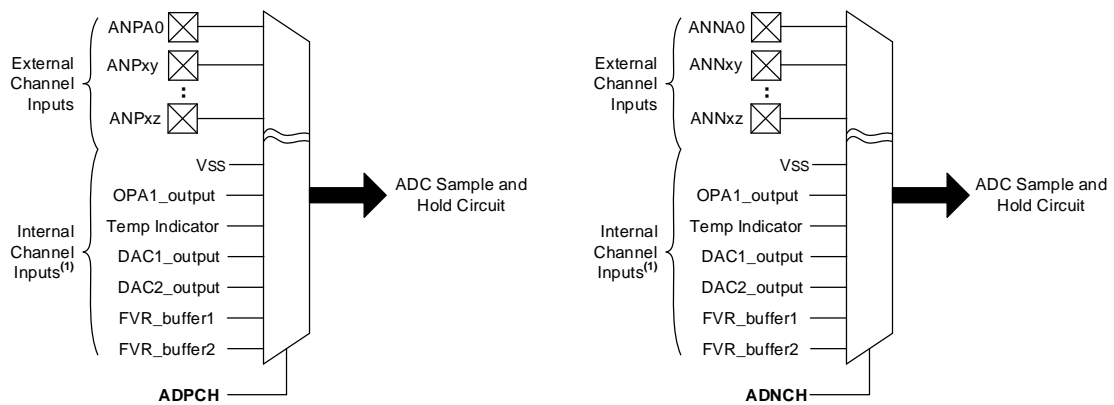 ANPA0
ANPxy
:
ANPxz
External
Channel
Inputs
VSS
OPA1_output
Temp Indicator
DAC1_output
DAC2_output
FVR_buffer1
FVR_buffer2
Internal
Channel
Inputs(1)
ADC Sample and
Hold Circuit
ADPCH
ANNA0
ANNxy
:
ANNxz
External
Channel
Inputs
VSS
OPA1_output
Temp Indicator
DAC1_output
DAC2_output
FVR_buffer1
FVR_buffer2
Internal
Channel
Inputs(1)
ADC Sample and
Hold Circuit
ADNCH